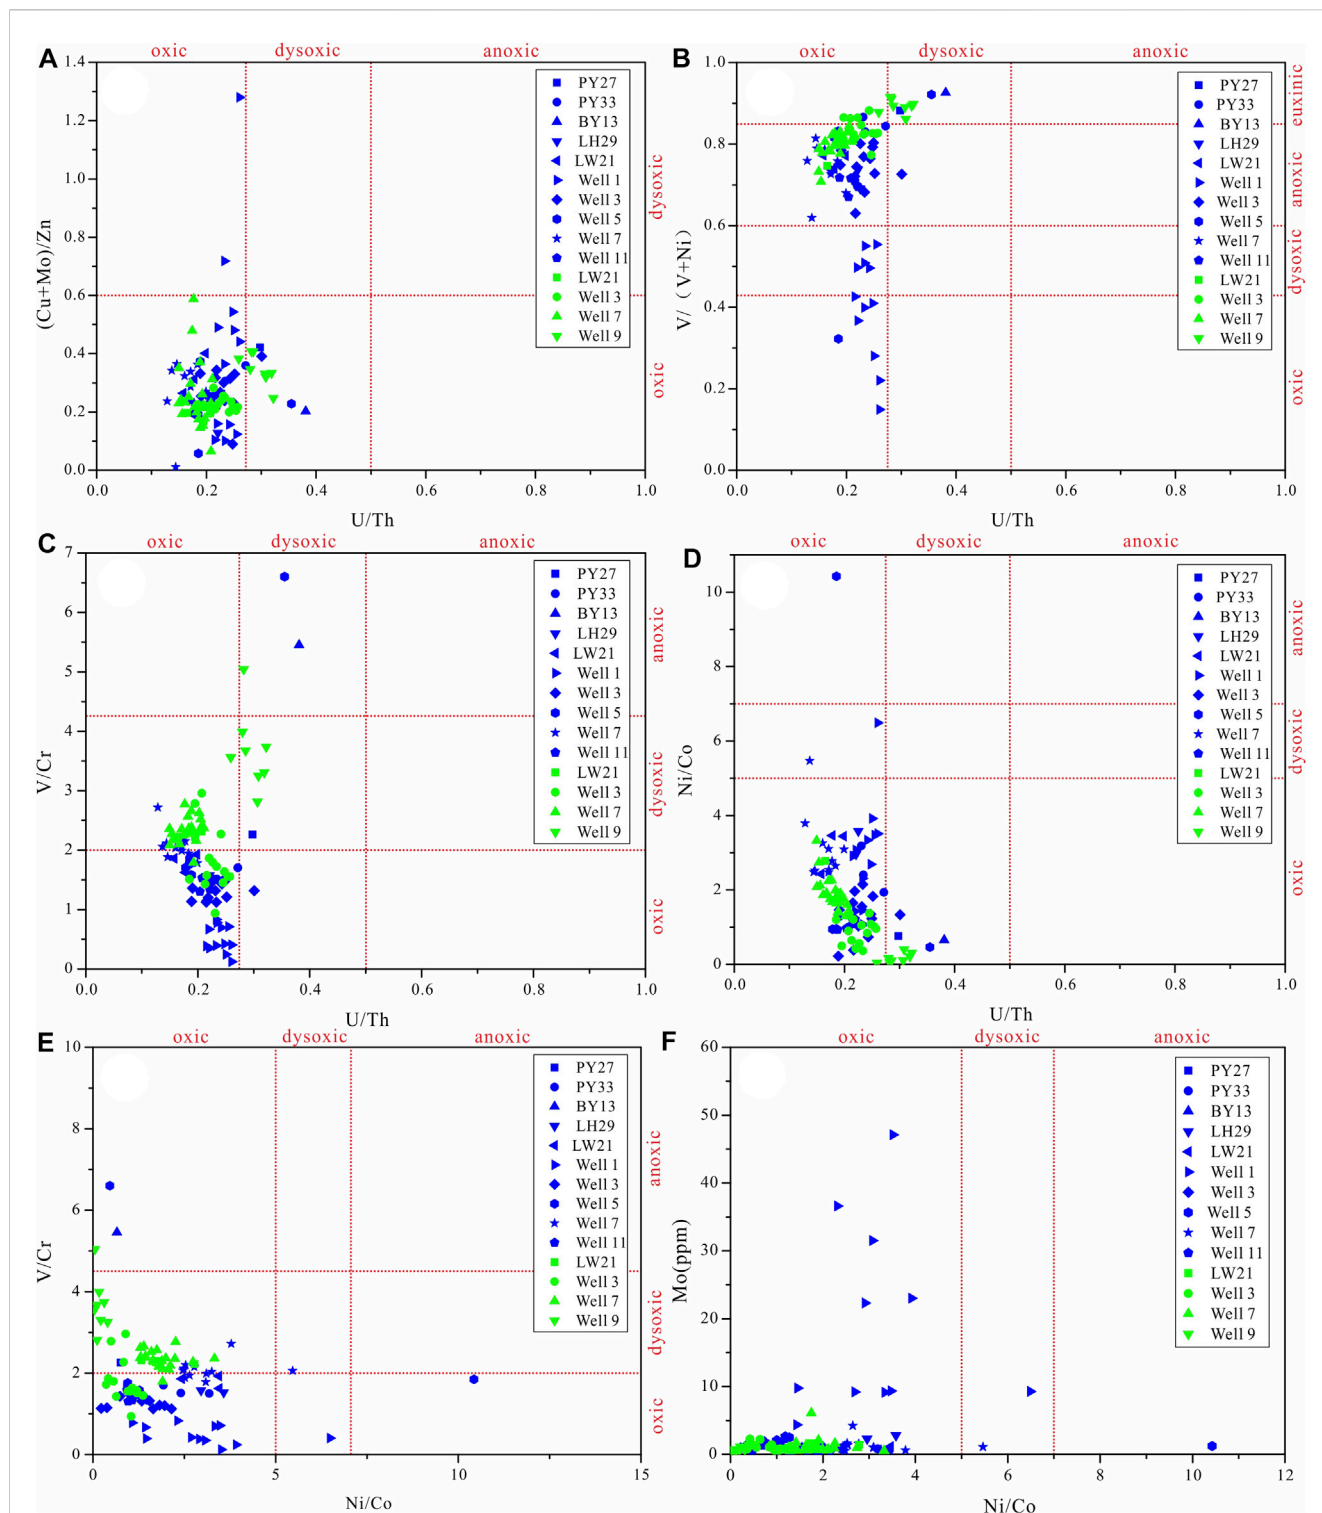 A
oxic dysoxic anoxic
1.4
1.2
1.0
0.8
0.6
0.4
0.2
0.0
(Cu+Mo)/Zn
PY27
PY33
BY13
LH29
LW21
Well 1
Well 3
Well 5
Well 7
Well 11
LW21
Well 3
Well 7
Well 9
dysoxic
oxic
0.0 0.2 0.4 0.6 0.8 1.0
U/Th
B
oxic dysoxic anoxic
1.0
0.8
0.6
0.4
0.2
0.0
V/（V+Ni）
PY27
PY33
BY13
LH29
LW21
Well 1
Well 3
Well 5
Well 7
Well 11
LW21
Well 3
Well 7
Well 9
euxinic
anoxic
dysoxic
oxic
0.0 0.2 0.4 0.6 0.8 1.0
U/Th
C
oxic dysoxic anoxic
7
6
5
4
3
2
1
0
V/Cr
PY27
PY33
BY13
LH29
LW21
Well 1
Well 3
Well 5
Well 7
Well 11
LW21
Well 3
Well 7
Well 9
anoxic
dysoxic
oxic
0.0 0.2 0.4 0.6 0.8 1.0
U/Th
D
oxic dysoxic anoxic
10
8
6
4
2
0
Ni/Co
PY27
PY33
BY13
LH29
LW21
Well 1
Well 3
Well 5
Well 7
Well 11
LW21
Well 3
Well 7
Well 9
anoxic
dysoxic
oxic
0.0 0.2 0.4 0.6 0.8 1.0
U/Th
E
oxic dysoxic anoxic
10
8
6
4
2
0
V/Cr
PY27
PY33
BY13
LH29
LW21
Well 1
Well 3
Well 5
Well 7
Well 11
LW21
Well 3
Well 7
Well 9
anoxic
dysoxic
oxic
0 5 10 15
Ni/Co
F
oxic dysoxic anoxic
60
50
40
30
20
10
0
Mo(ppm)
PY27
PY33
BY13
LH29
LW21
Well 1
Well 3
Well 5
Well 7
Well 11
LW21
Well 3
Well 7
Well 9
0 2 4 6 8 10 12
Ni/Co